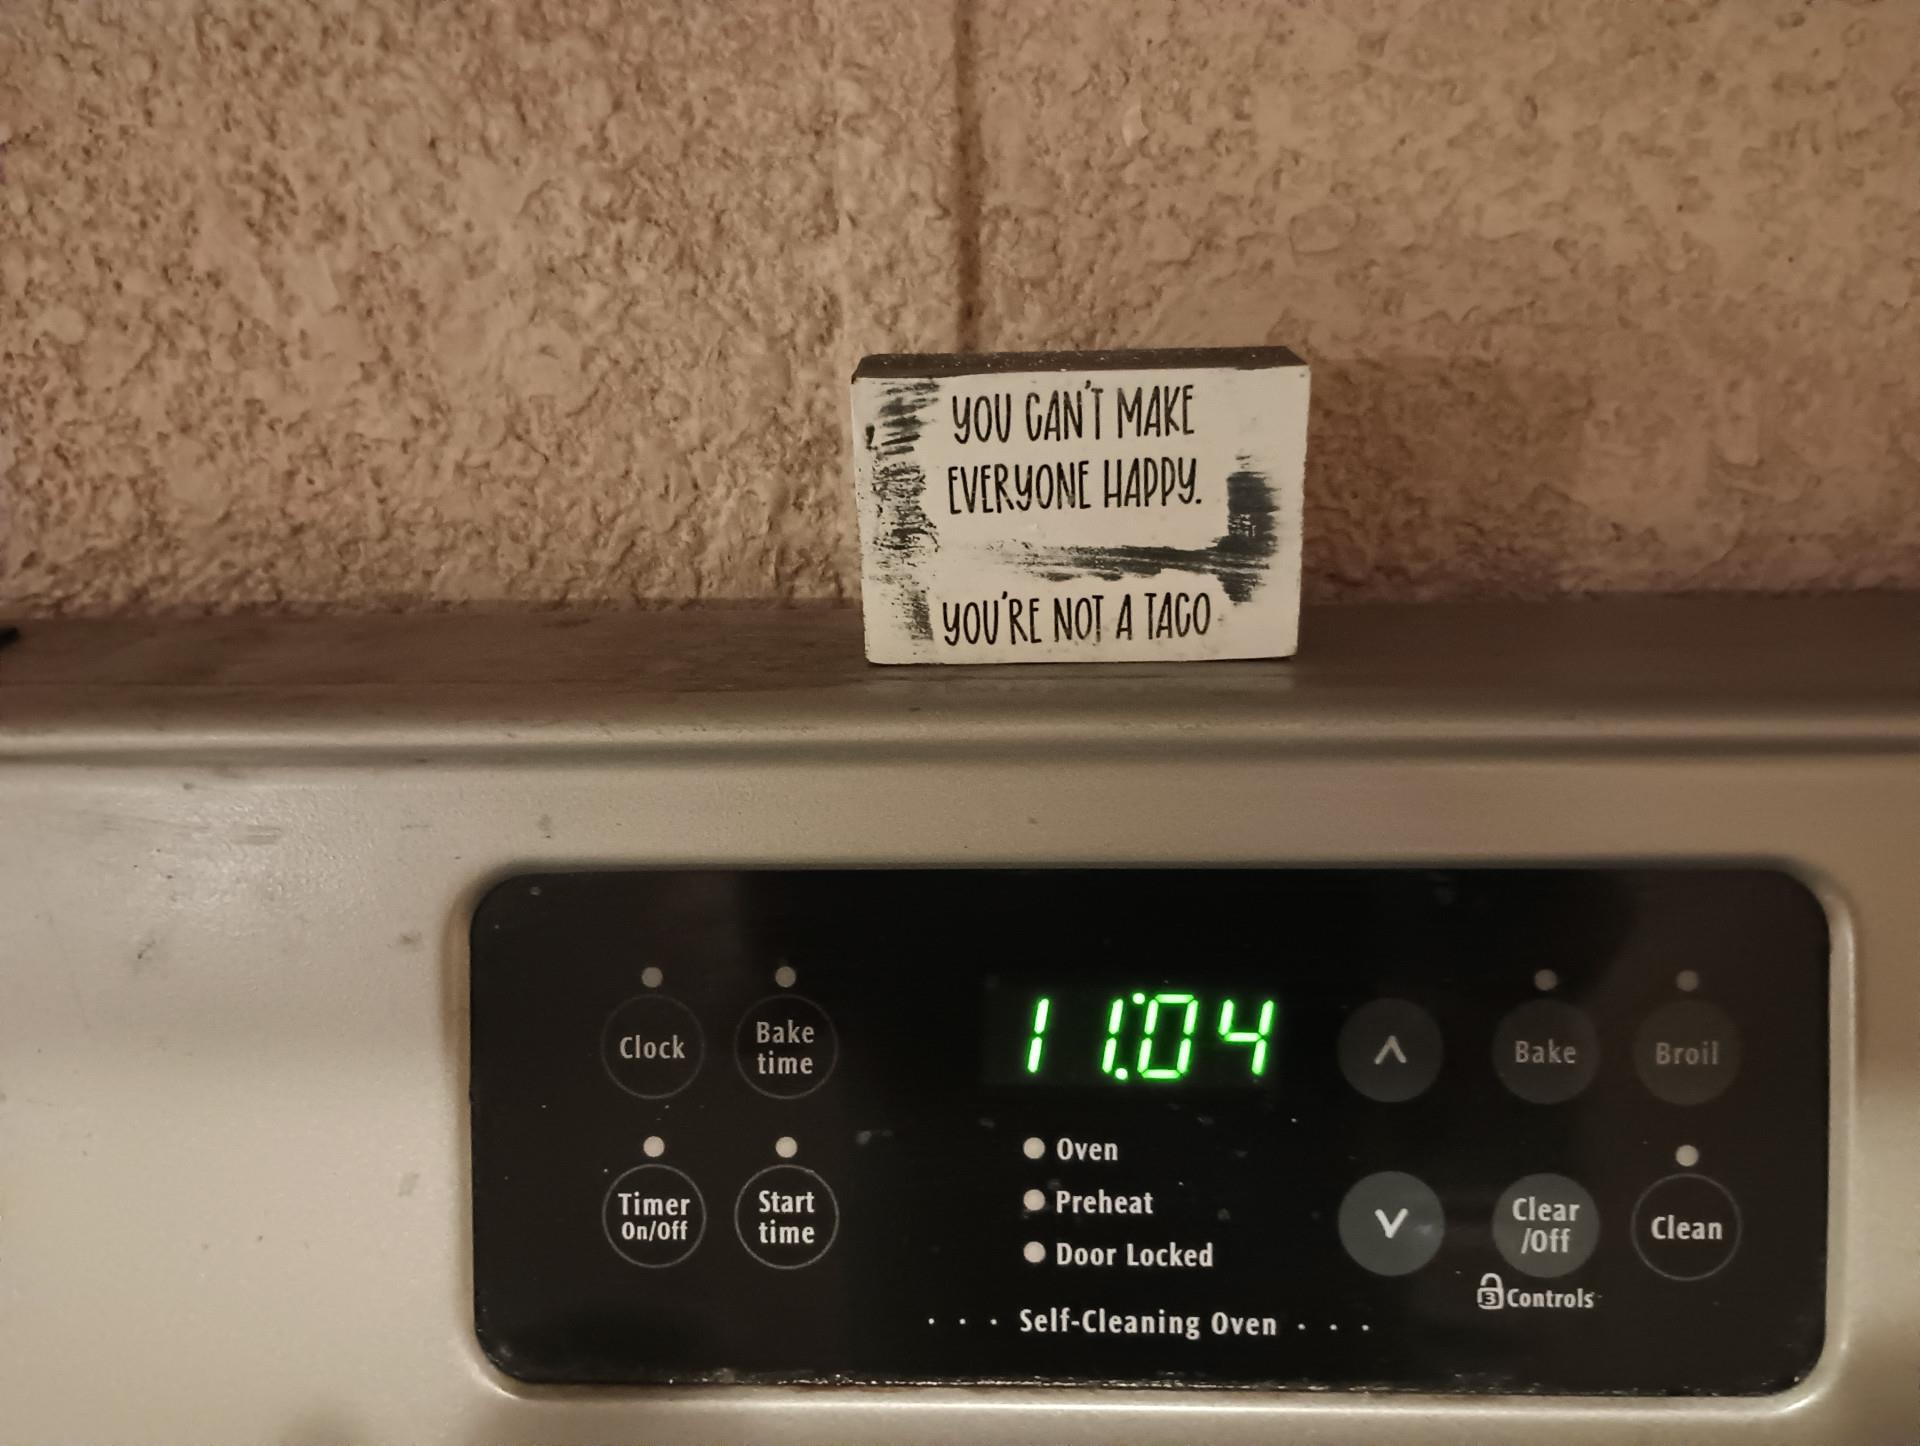 YOU CAN'T MAKE
EVERYONE HAPPY.
YOU'RE NOT A TACO
11:04
Clock
Bake
time
Bake
Broil
Oven
Timer
On/Off
Start
time
Preheat
Door Locked
Clear
/Off
Clean
3 Controls
Self-Cleaning Oven